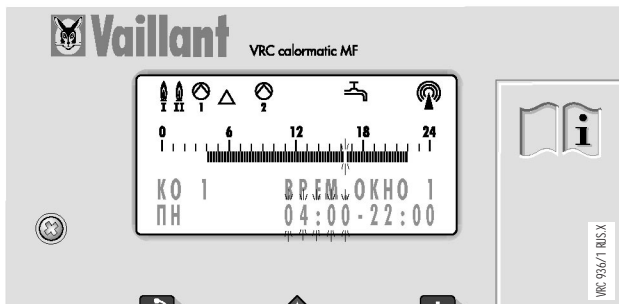 Vaillant
VRC calormatic MF
I II 1 2
0 6 12 18 24
КО 1 ВРЕМ.ОКНО 1
ПН 04:00-22:00
i
VRC 936/1 RUS.X